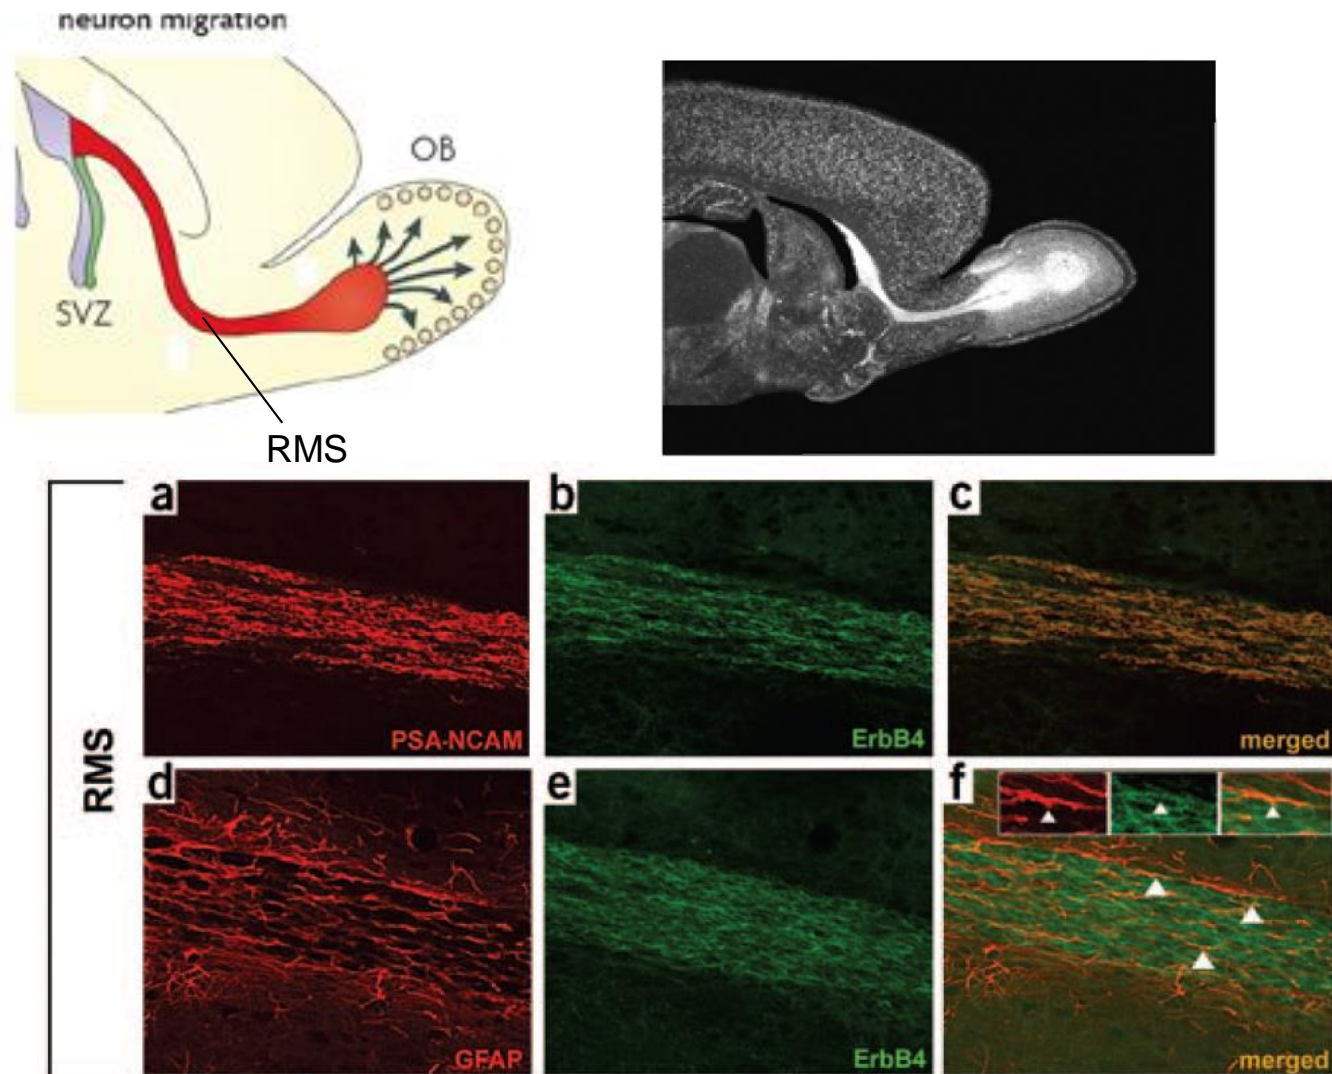 neuron migration
OB
SVZ
RMS
RMS
a
PSA-NCAM
b
ErbB4
c
merged
d
GFAP
e
ErbB4
f
merged